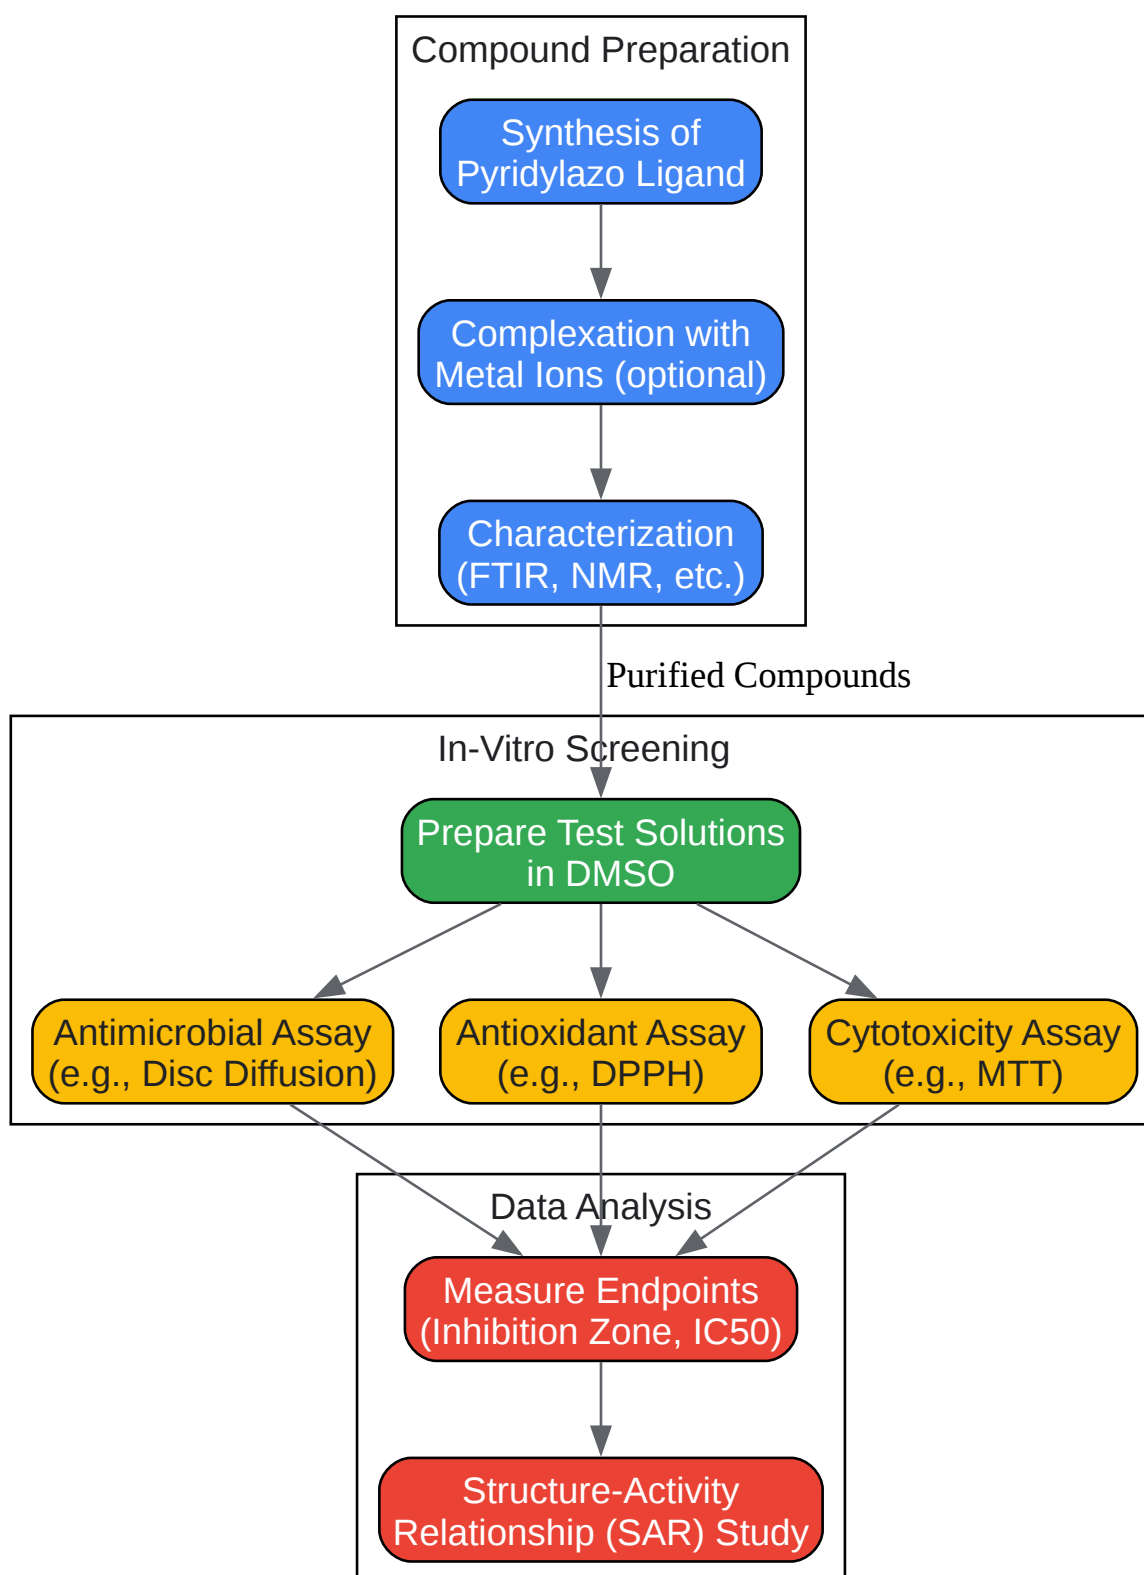 Compound Preparation
Synthesis of
Pyridylazo Ligand
Complexation with
Metal Ions (optional)
Characterization
(FTIR, NMR, etc.)
Purified Compounds
In-Vitro Screening
Prepare Test Solutions
in DMSO
Antimicrobial Assay
(e.g., Disc Diffusion)
Antioxidant Assay
(e.g., DPPH)
Cytotoxicity Assay
(e.g., MTT)
Data Analysis
Measure Endpoints
(Inhibition Zone, IC50)
Structure-Activity
Relationship (SAR) Study